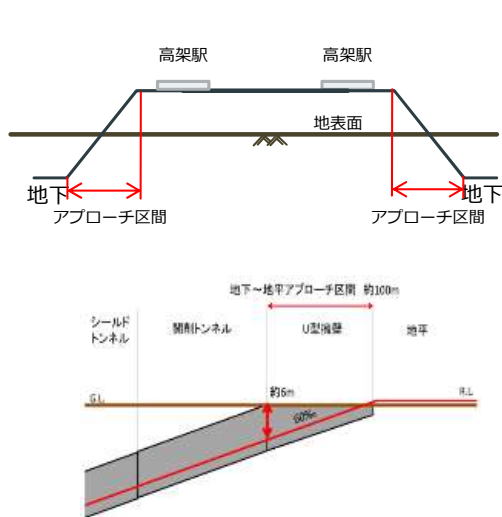 高架駅
高架駅
地表面
地下
地下
アプローチ区間
アプローチ区間
地下～地平アプローチ区間 約100m
シールド
トンネル
開削トンネル
U型擁壁
地平
約6m
G.L
R.L
60‰